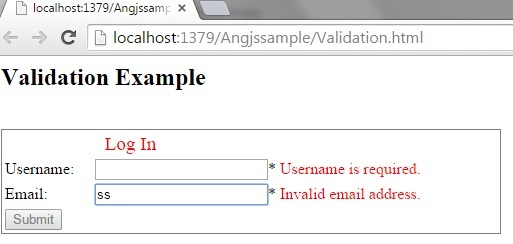 localhost:1379/Angjssample
localhost:1379/Angjssample/Validation.html
Validation Example
Log In
Username: * Username is required.
Email: ss * Invalid email address.
Submit